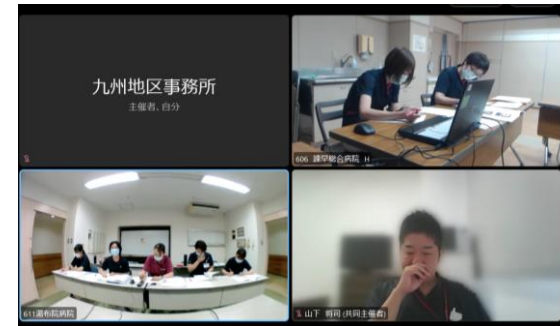 九州地区事務所
主催者、自分
606 諫早総合病院 H
611湯布院病院
山下 将司 (共同主催者)